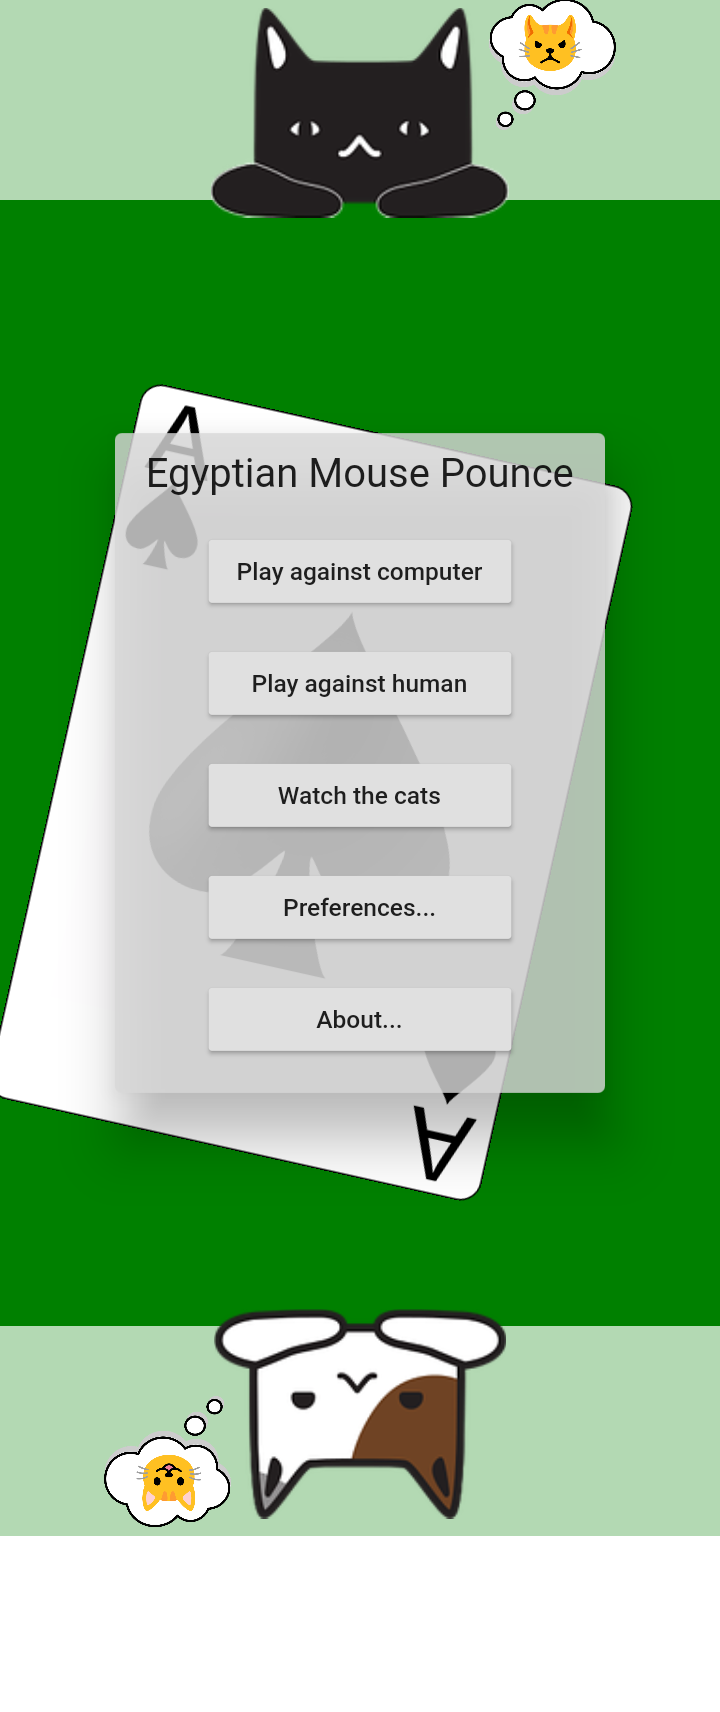 A
Egyptian Mouse Pounce
Play against computer
Play against human
Watch the cats
Preferences...
About...
A